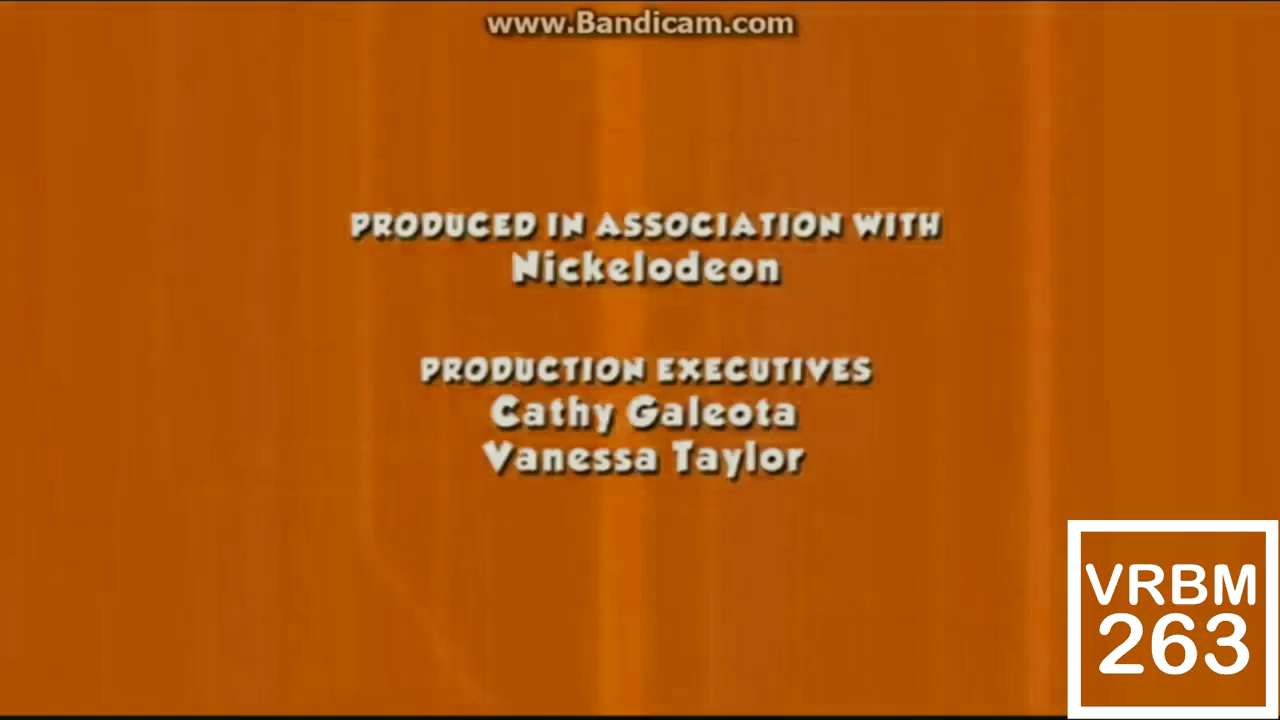 www.Bandicam.com
PRODUCED IN ASSOCIATION WITH
Nickelodeon
PRODUCTION EXECUTIVES
Cathy Galeota
Vanessa Taylor
VRBM
263